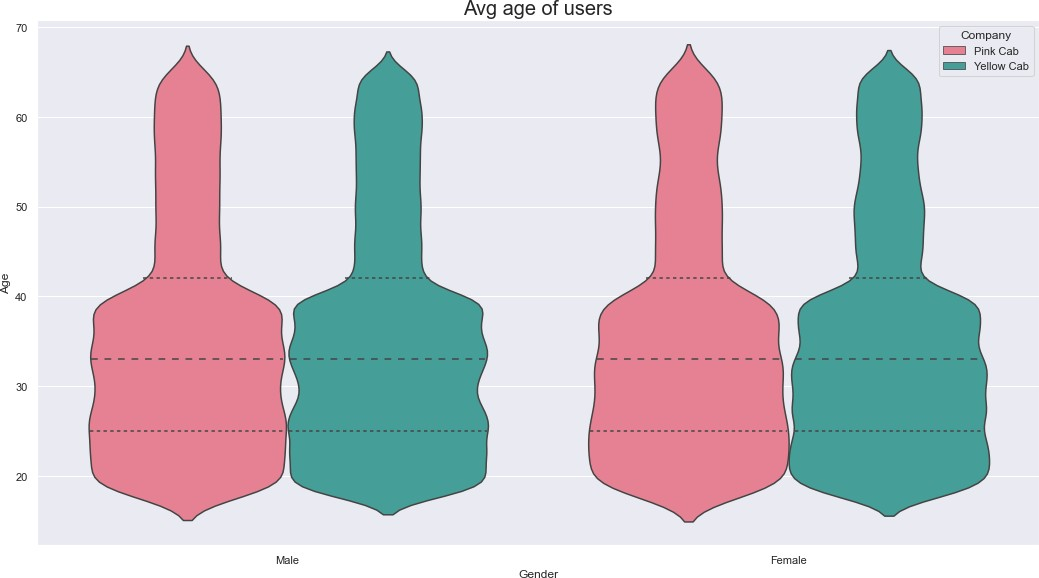 Avg age of users
Company
Pink Cab
Yellow Cab
70
60
50
40
30
20
Age
Male
Female
Gender